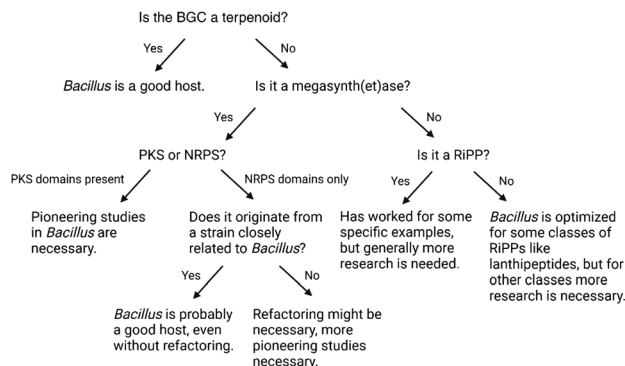 Is the BGC a terpenoid?
Yes
No
Bacillus is a good host.
Is it a megasynth(et)ase?
Yes
No
PKS or NRPS?
Is it a RiPP?
PKS domains present
NRPS domains only
Yes
No
Pioneering studies
in Bacillus are
necessary.
Does it originate from
a strain closely
related to Bacillus?
Has worked for some
specific examples,
but generally more
research is needed.
Bacillus is optimized
for some classes of
RiPPs like
lanthipeptides, but for
other classes more
research is necessary.
Yes
No
Bacillus is probably
a good host, even
without refactoring.
Refactoring might be
necessary, more
pioneering studies
necessary.